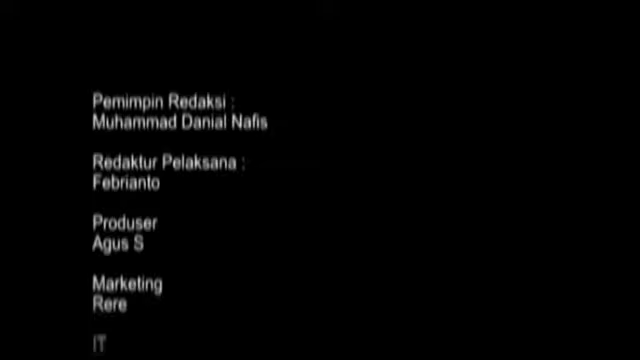 Pemimpin Redaksi :
Muhammad Danial Nafis
Redaktur Pelaksana :
Febrianto
Produser
Agus S
Marketing
Rere
IT